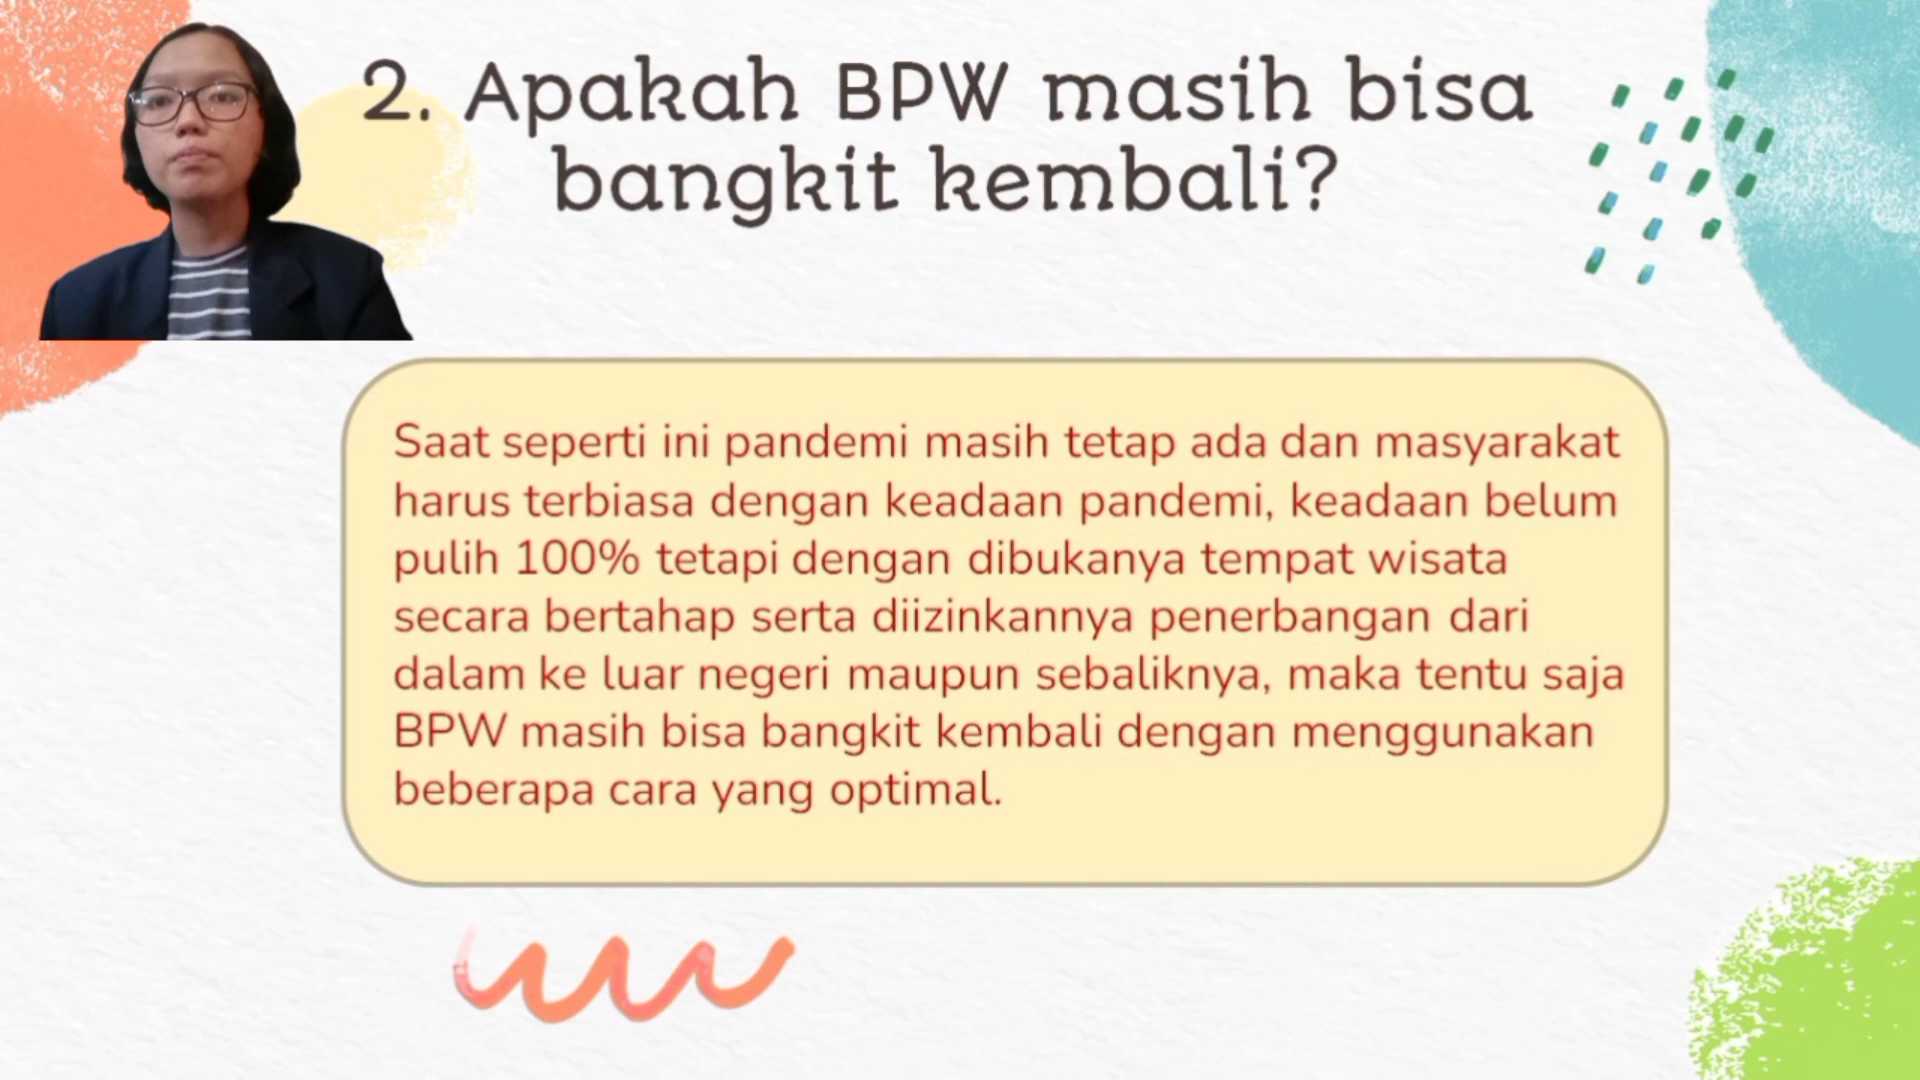 2. Apakah BPW masih bisa
bangkit kembali?
Saat seperti ini pandemi masih tetap ada dan masyarakat
harus terbiasa dengan keadaan pandemi, keadaan belum
pulih 100% tetapi dengan dibukanya tempat wisata
secara bertahap serta diizinkannya penerbangan dari
dalam ke luar negeri maupun sebaliknya, maka tentu saja
BPW masih bisa bangkit kembali dengan menggunakan
beberapa cara yang optimal.